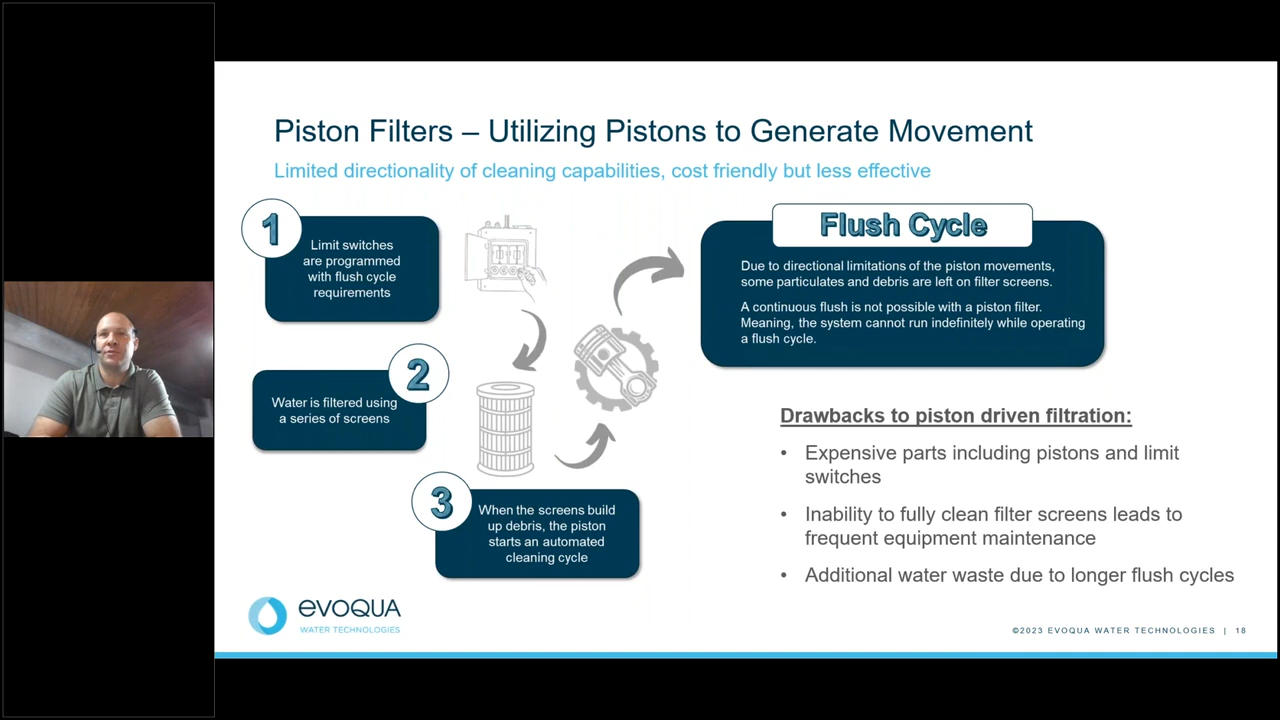 Piston Filters – Utilizing Pistons to Generate Movement
Limited directionality of cleaning capabilities, cost friendly but less effective
1
Limit switches
are programmed
with flush cycle
requirements
2
Water is filtered using
a series of screens
3
When the screens build
up debris, the piston
starts an automated
cleaning cycle
Flush Cycle
Due to directional limitations of the piston movements,
some particulates and debris are left on filter screens.
A continuous flush is not possible with a piston filter.
Meaning, the system cannot run indefinitely while operating
a flush cycle.
Drawbacks to piston driven filtration:
• Expensive parts including pistons and limit
switches
• Inability to fully clean filter screens leads to
frequent equipment maintenance
• Additional water waste due to longer flush cycles
evoqua
WATER TECHNOLOGIES
©2023 EVOQUA WATER TECHNOLOGIES | 18